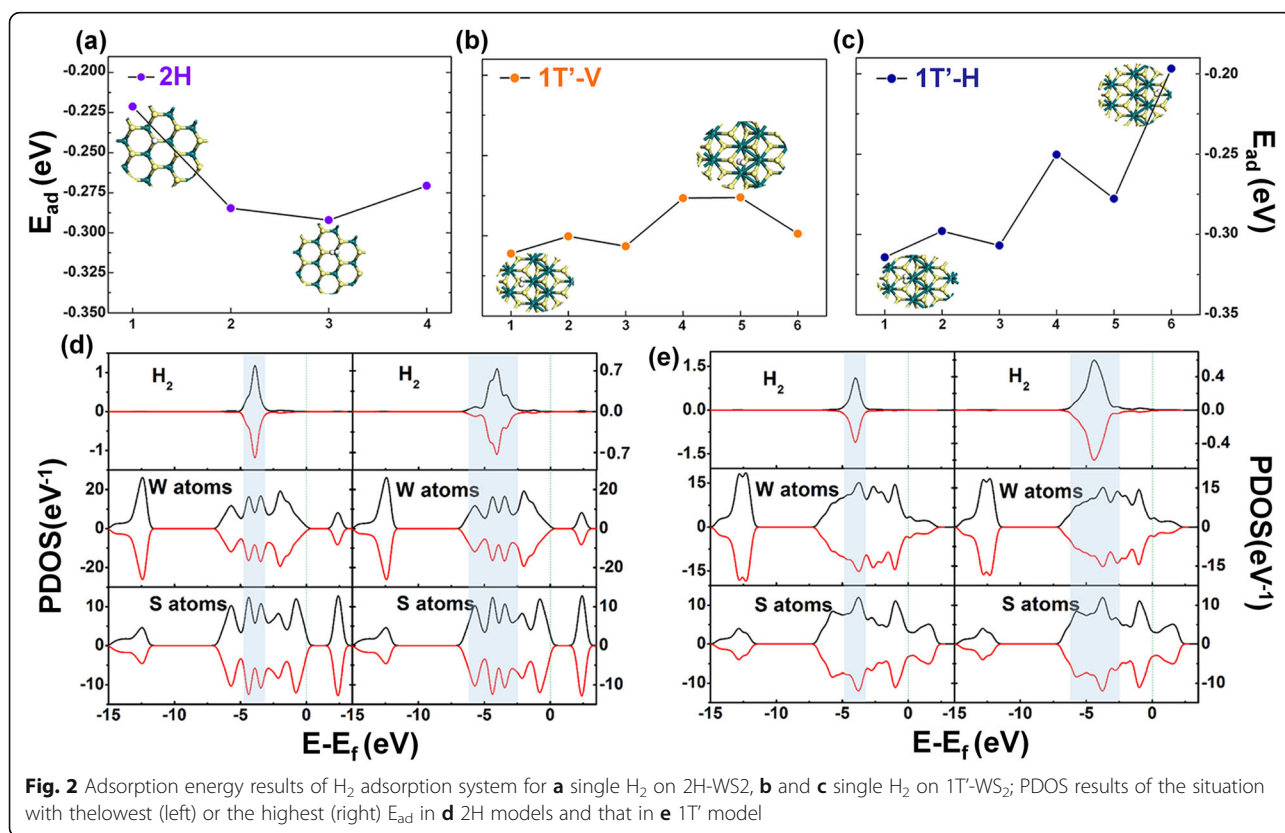 (a)
(b)
(c)
2H
1T’-V
1T’-H
-0.200
-0.225
-0.250
-0.275
-0.300
-0.325
-0.350
E_ad (eV)
1 2 3 4
1 2 3 4 5 6
1 2 3 4 5 6
-0.20
-0.25
-0.30
-0.35
E_ad (eV)
(d)
H₂
H₂
1
0
-1
0.7
0.0
-0.7
W atoms
W atoms
20
0
-20
20
0
-20
S atoms
S atoms
10
0
-10
10
0
-10
PDOS(eV⁻¹)
-15 -10 -5 0 -15 -10 -5 0
E-E_f (eV)
(e)
H₂
H₂
1.5
0.0
-1.5
0.4
0.0
-0.4
W atoms
W atoms
15
0
-15
15
0
-15
S atoms
S atoms
10
0
-10
10
0
-10
PDOS(eV⁻¹)
-15 -10 -5 0 -15 -10 -5 0
E-E_f (eV)
Fig. 2 Adsorption energy results of H₂ adsorption system for a single H₂ on 2H-WS2, b and c single H₂ on 1T’-WS₂; PDOS results of the situation
with thelowest (left) or the highest (right) E_ad in d 2H models and that in e 1T’ model